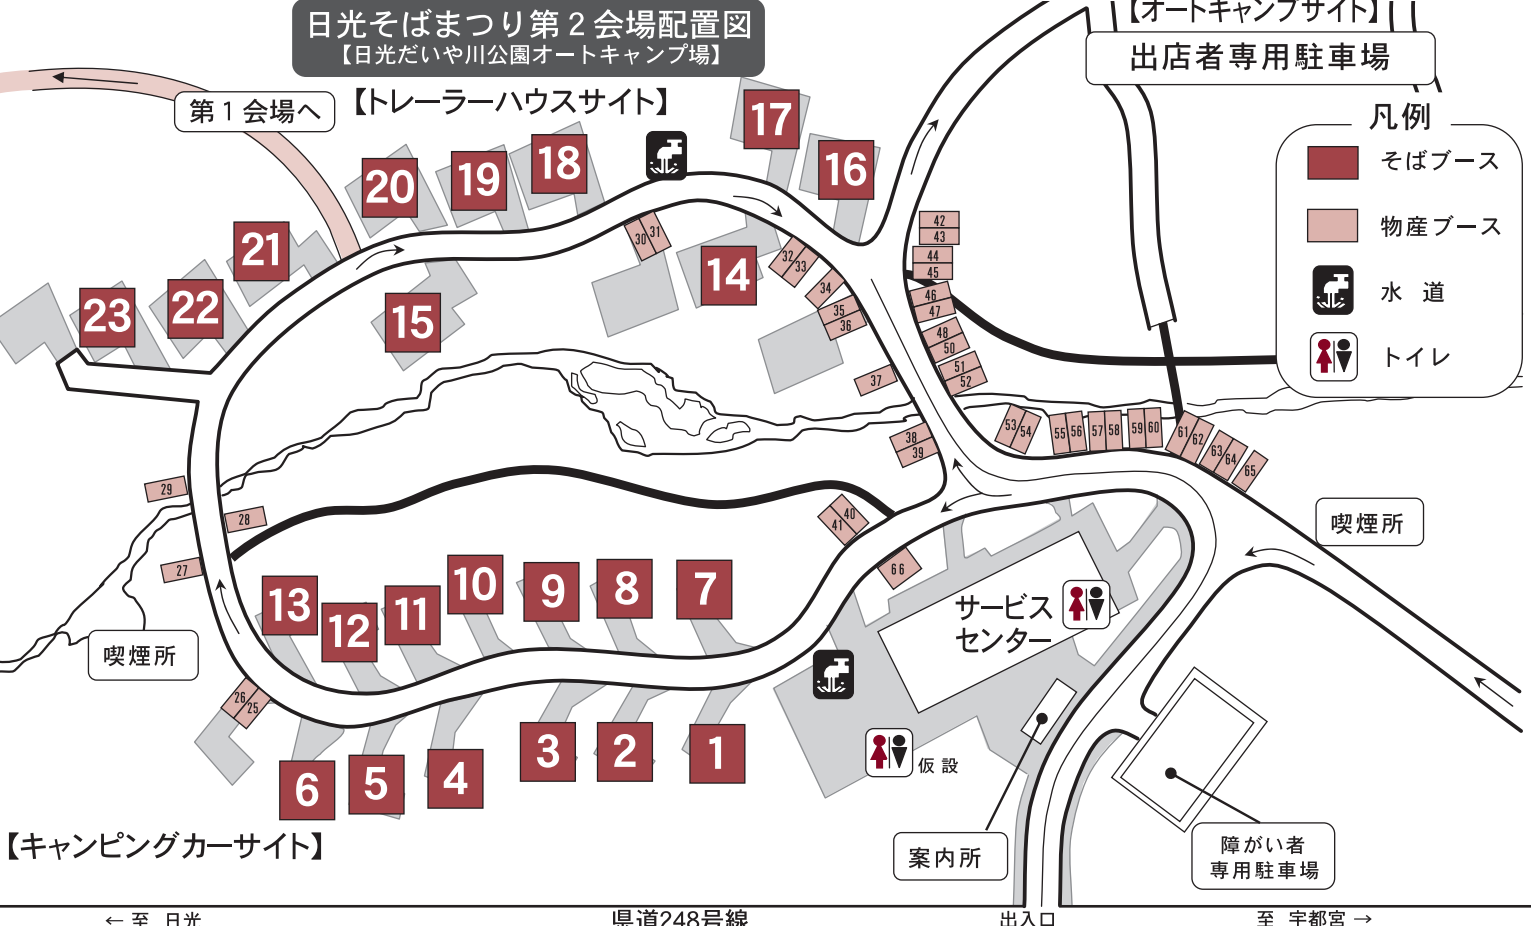 日光そばまつり第2会場配置図
【日光だいや川公園オートキャンプ場】
【オートキャンプサイト】
出店者専用駐車場
第1会場へ
【トレーラーハウスサイト】
凡例
そばブース
物産ブース
水 道
トイレ
17
16
18
19
20
21
22
23
15
14
30
31
32
33
34
35
36
37
38
39
40
41
42
43
44
45
46
47
48
50
51
52
53
54
55
56
57
58
59
60
61
62
63
64
65
66
29
28
27
26
25
13
12
11
10
9
8
7
6
5
4
3
2
1
喫煙所
喫煙所
サービス
センター
仮設
案内所
障がい者
専用駐車場
【キャンピングカーサイト】
← 至 日光
県道248号線
出入口
至 宇都宮 →